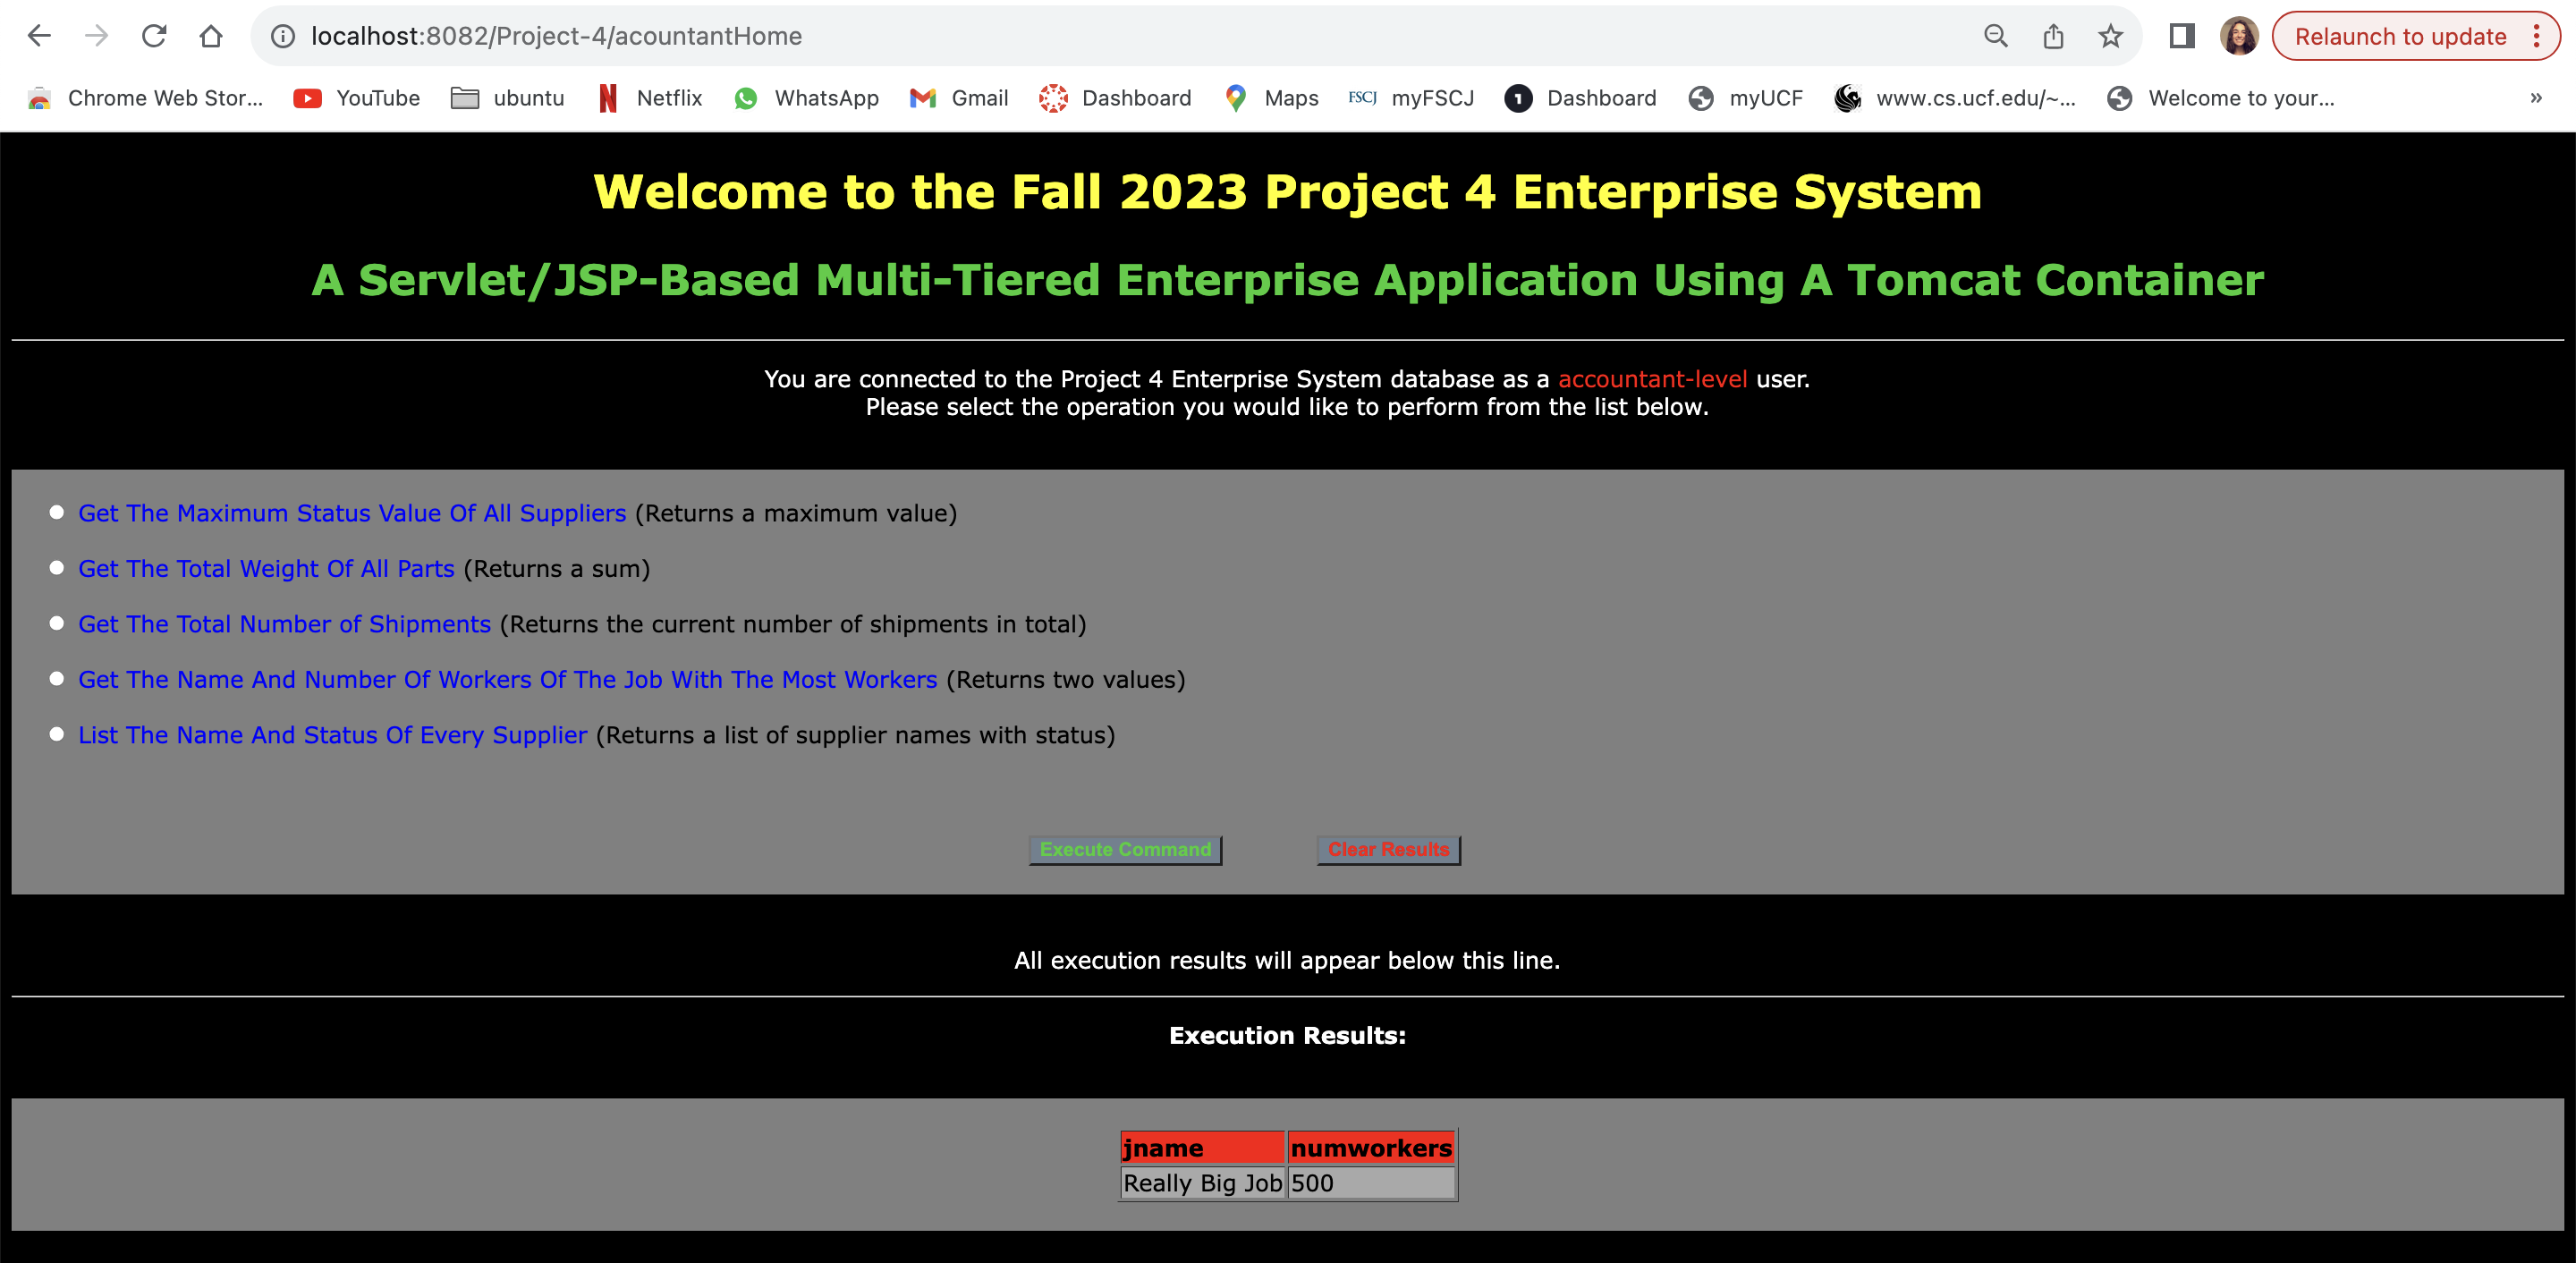 localhost:8082/Project-4/acountantHome
Relaunch to update
Chrome Web Stor... YouTube ubuntu Netflix WhatsApp Gmail Dashboard Maps FSCJ myFSCJ 1 Dashboard myUCF www.cs.ucf.edu/~... Welcome to your... »
Welcome to the Fall 2023 Project 4 Enterprise System
A Servlet/JSP-Based Multi-Tiered Enterprise Application Using A Tomcat Container
You are connected to the Project 4 Enterprise System database as a accountant-level user.
Please select the operation you would like to perform from the list below.
Get The Maximum Status Value Of All Suppliers (Returns a maximum value)
Get The Total Weight Of All Parts (Returns a sum)
Get The Total Number of Shipments (Returns the current number of shipments in total)
Get The Name And Number Of Workers Of The Job With The Most Workers (Returns two values)
List The Name And Status Of Every Supplier (Returns a list of supplier names with status)
Execute Command Clear Results
All execution results will appear below this line.
Execution Results:
jname numworkers
Really Big Job 500